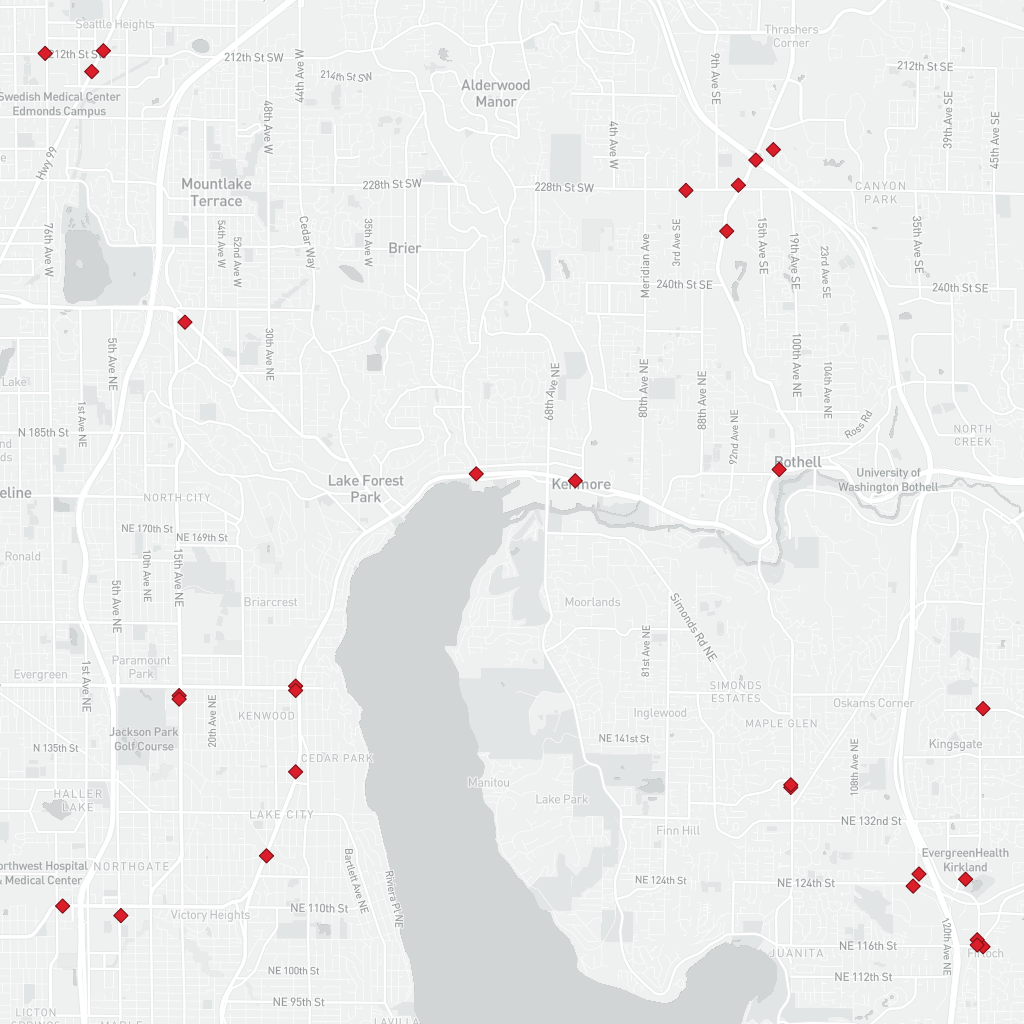 Seattle Heights
212th St SW
Swedish Medical Center
Edmonds Campus
Hwy 99
76th Ave W
212th St SW
44th Ave W
48th Ave W
214th St SW
Alderwood
Manor
4th Ave W
9th Ave SE
Thrashers
Corner
212th St SE
39th Ave SE
45th Ave SE
Mountlake
Terrace
228th St SW
228th St SW
CANYON
PARK
54th Ave W
52nd Ave W
Cedar Way
35th Ave W
Brier
Meridian Ave
3rd Ave SE
15th Ave SE
19th Ave SE
23rd Ave SE
35th Ave SE
240th St SE
240th St SE
5th Ave NE
30th Ave NE
68th Ave NE
80th Ave NE
88th Ave NE
92nd Ave NE
100th Ave NE
104th Ave NE
Ross Rd
NORTH
CREEK
Lake
1st Ave NE
N 185th St
eline
Lake Forest
Park
Kenmore
Bothell
University of
Washington Bothell
NORTH CITY
NE 170th St
NE 169th St
Ronald
10th Ave NE
15th Ave NE
5th Ave NE
Briarcrest
Moorlands
Simonds Rd NE
81st Ave NE
Evergreen
Paramount
Park
1st Ave NE
20th Ave NE
KENWOOD
SIMONDS
ESTATES
Inglewood
MAPLE GLEN
Oskams Corner
Kingsgate
Jackson Park
Golf Course
N 135th St
CEDAR PARK
NE 141st St
108th Ave NE
HALLER
LAKE
LAKE CITY
Manitou
Lake Park
Finn Hill
NE 132nd St
orthwest Hospital
& Medical Center
NORTHGATE
Bartlett Ave NE
Riviera Pl NE
NE 124th St
NE 124th St
EvergreenHealth
Kirkland
Victory Heights
NE 110th St
NE 100th St
NE 95th St
JUANITA
NE 116th St
NE 112th St
120th Ave NE
LICTON
SPRINGS
MAPLE